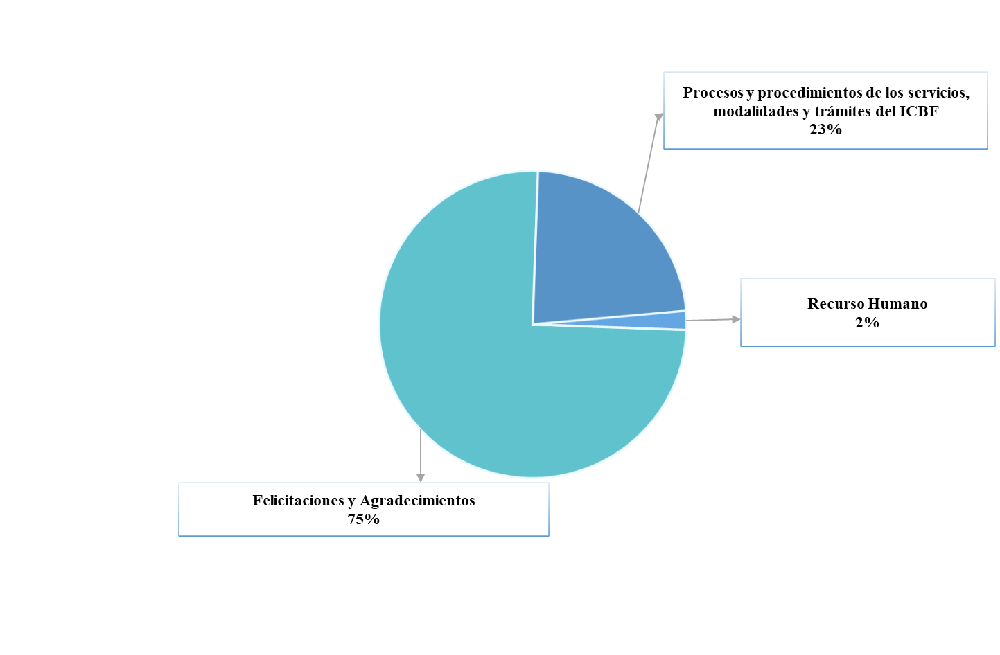 Procesos y procedimientos de los servicios,
modalidades y trámites del ICBF
23%
Recurso Humano
2%
Felicitaciones y Agradecimientos
75%